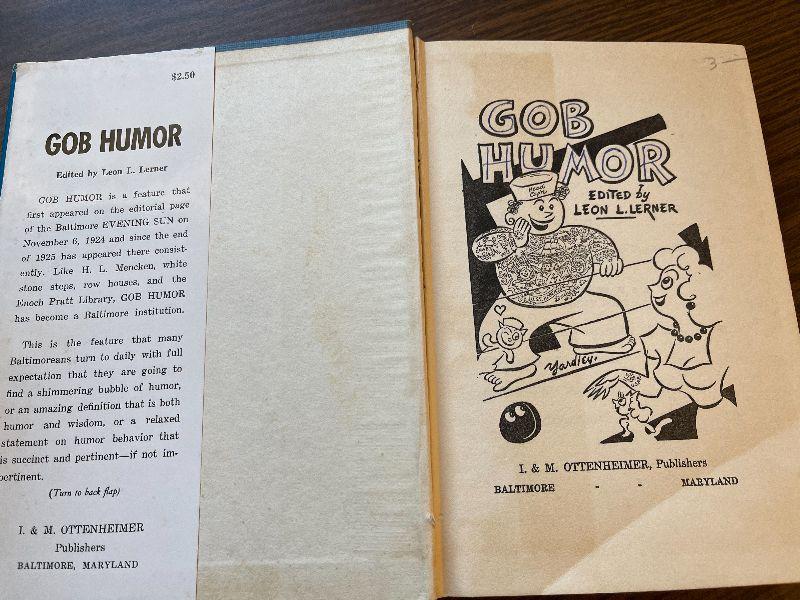 $2.50
GOB HUMOR
Edited by Leon L. Lerner
GOB HUMOR is a feature that
first appeared on the editorial page
of the Baltimore EVENING SUN on
November 6, 1924 and since the end
of 1925 has appeared there consist-
ently. Like H. L. Mencken, white
stone steps, row houses, and the
Enoch Pratt Library, GOB HUMOR
has become a Baltimore institution.
This is the feature that many
Baltimoreans turn to daily with full
expectation that they are going to
find a shimmering bubble of humor,
or an amazing definition that is both
humor and wisdom, or a relaxed
statement on humor behavior that
is succinct and pertinent—if not im-
pertinent.
(Turn to back flap)
I. & M. OTTENHEIMER
Publishers
BALTIMORE, MARYLAND
3—
GOB
HUMOR
EDITED by
LEON L. LERNER
Yardley.
I. & M. OTTENHEIMER, Publishers
BALTIMORE - - MARYLAND